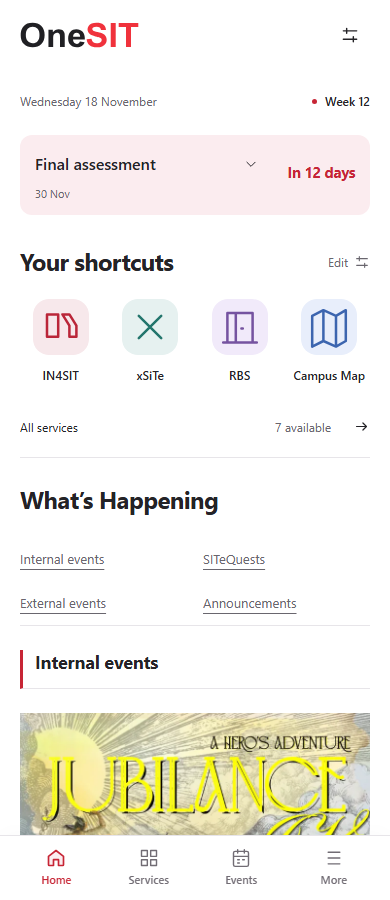 OneSIT
Wednesday 18 November
Week 12
Final assessment
In 12 days
30 Nov
Your shortcuts
Edit
IN4SIT
xSiTe
RBS
Campus Map
All services
7 available
What's Happening
Internal events
SITeQuests
External events
Announcements
Internal events
A HERO'S ADVENTURE
JUBILANCE
Home
Services
Events
More